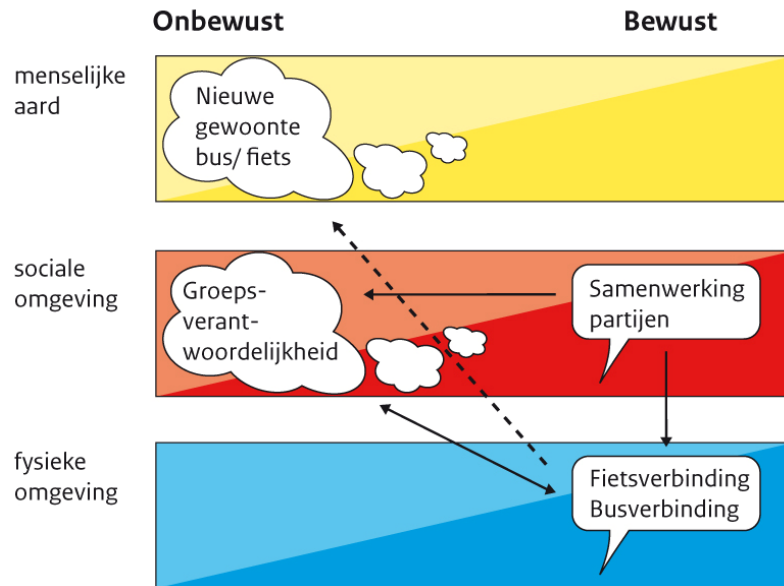 Onbewust
Bewust
menselijke
aard
Nieuwe
gewoonte
bus/ fiets
sociale
omgeving
Groeps-
verant-
woordelijkheid
Samenwerking
partijen
fysieke
omgeving
Fietsverbinding
Busverbinding